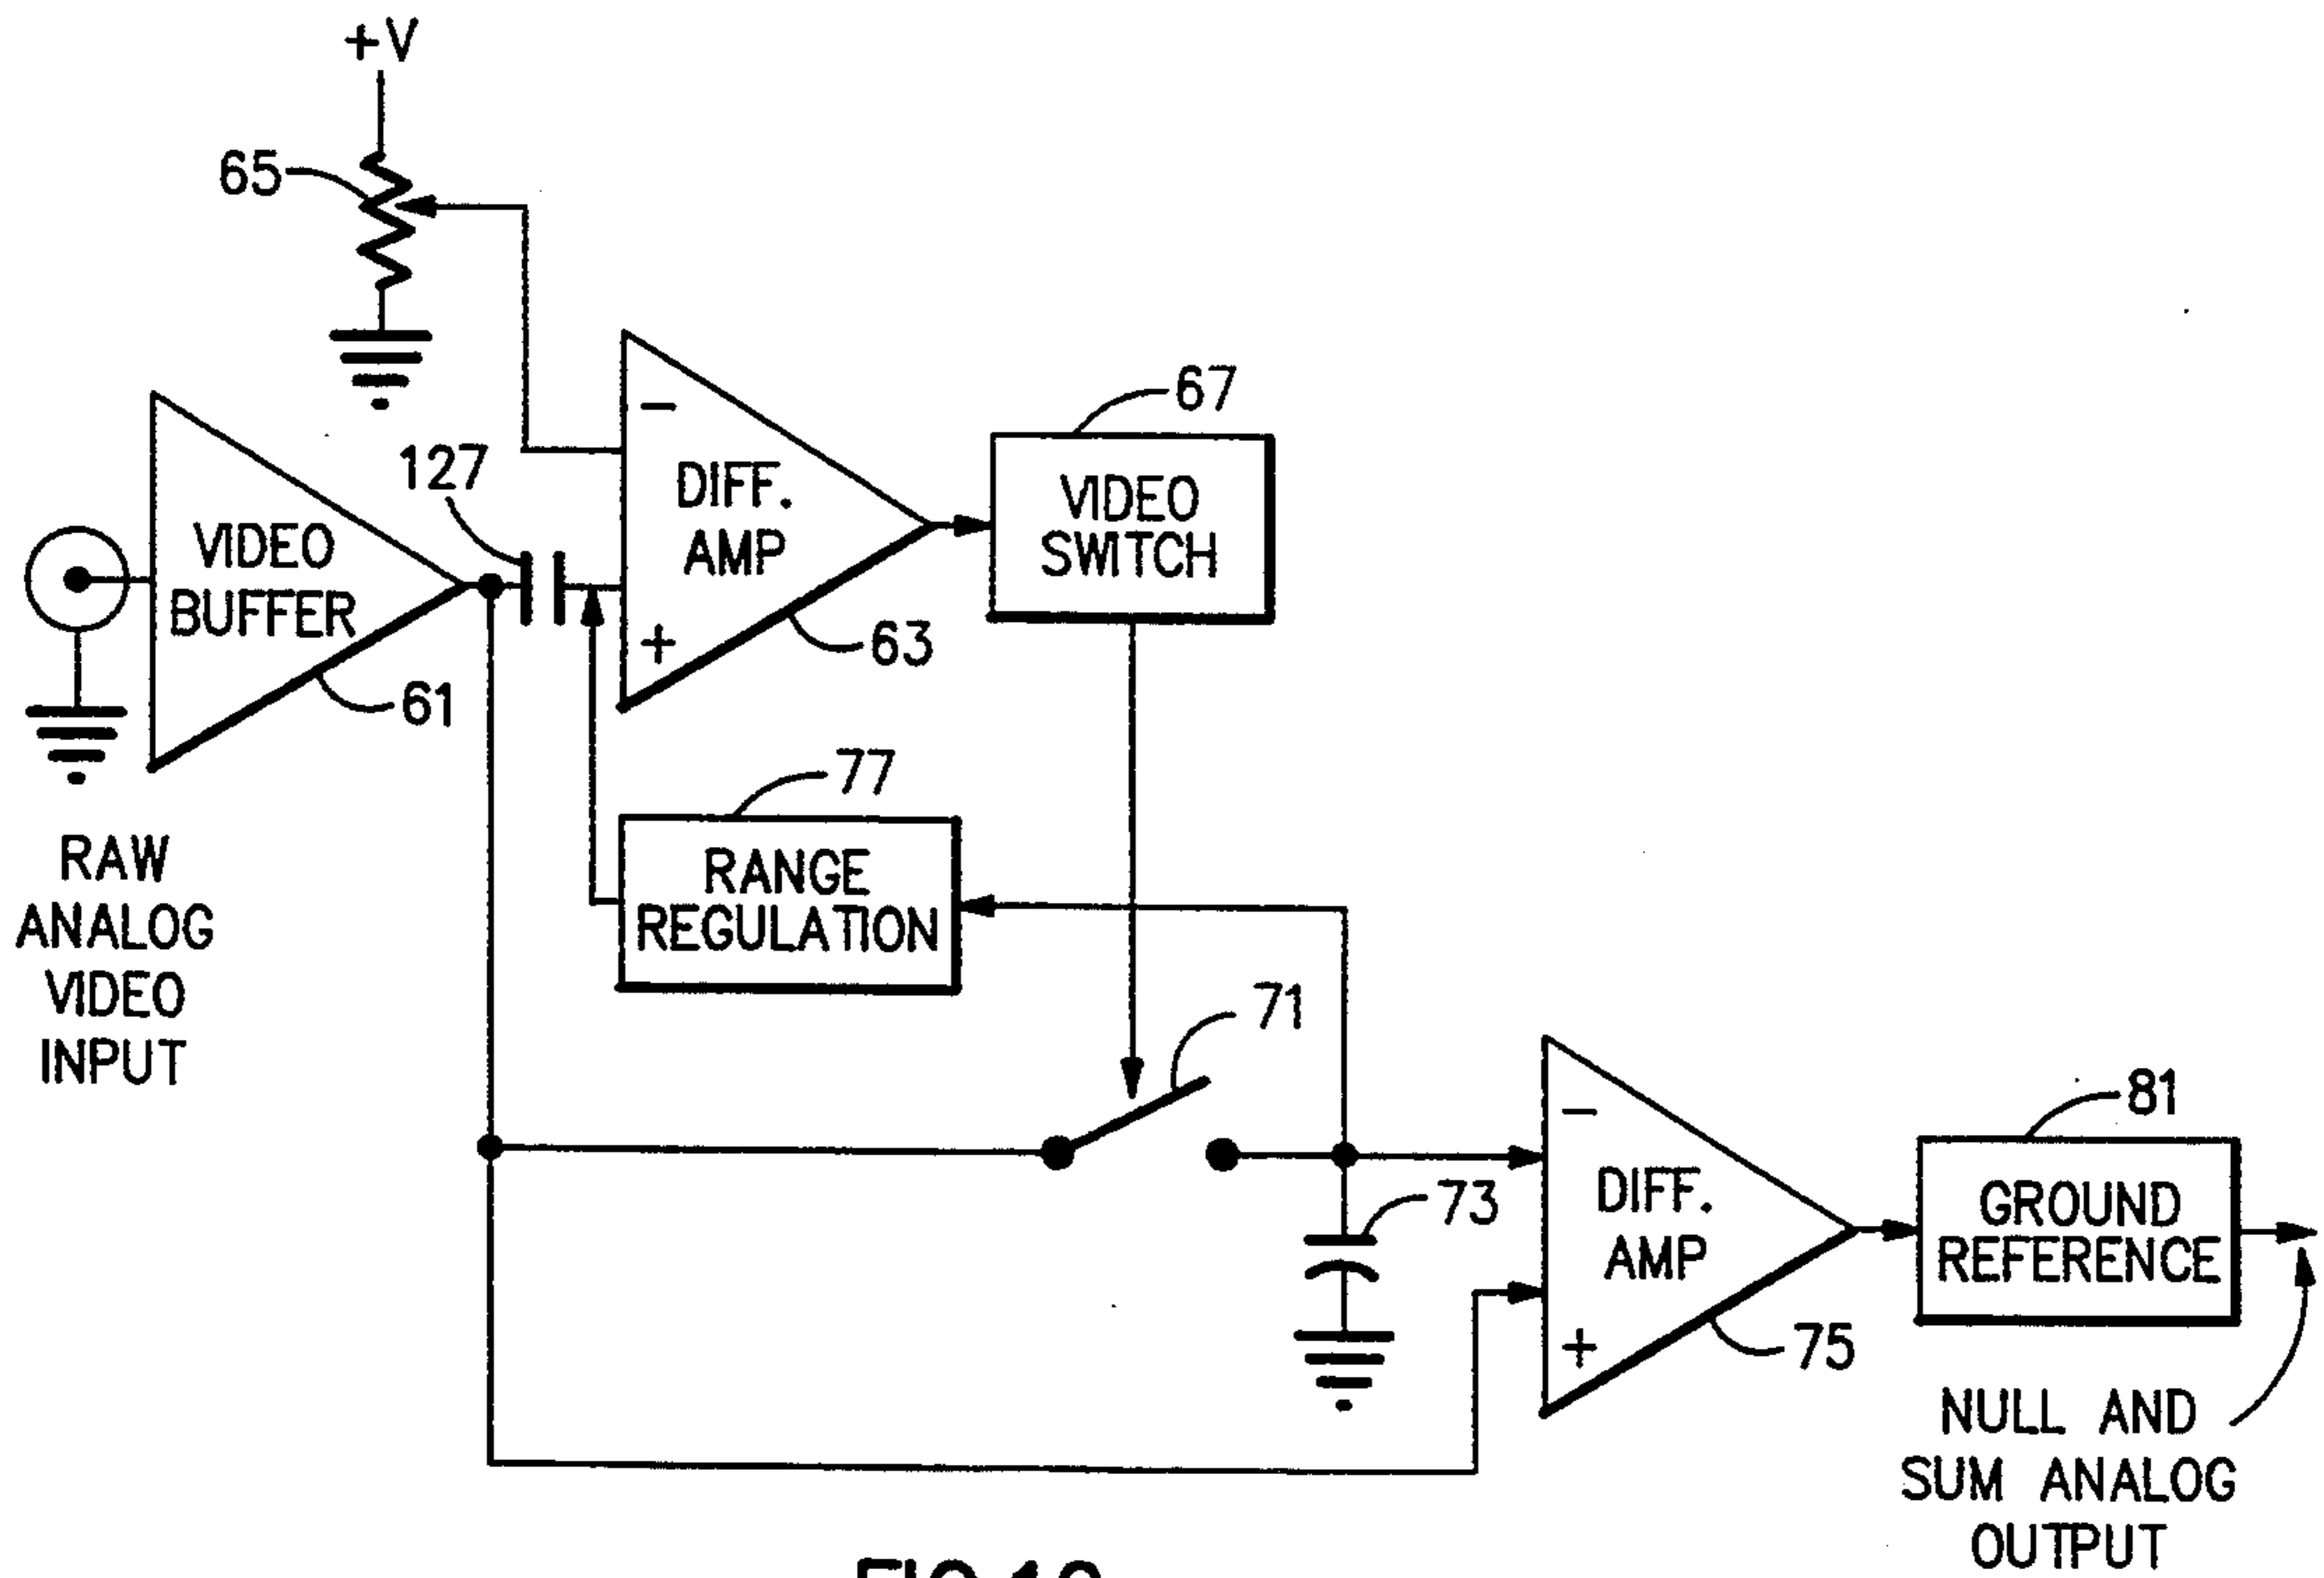 +V
65
67
127
−
DIFF.
AMP
+
63
VIDEO
SWITCH
VIDEO
BUFFER
61
77
RANGE
REGULATION
RAW
ANALOG
VIDEO
INPUT
71
81
−
DIFF.
AMP
+
75
73
GROUND
REFERENCE
NULL AND
SUM ANALOG
OUTPUT